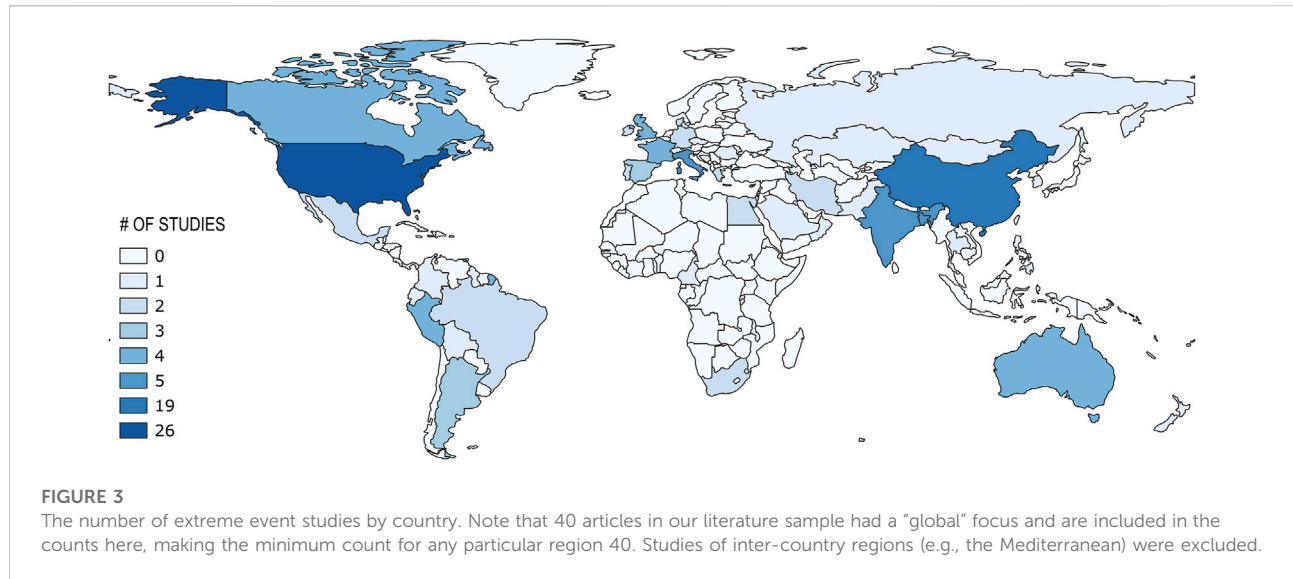 # OF STUDIES
0
1
2
3
4
5
19
26
FIGURE 3
The number of extreme event studies by country. Note that 40 articles in our literature sample had a “global” focus and are included in the
counts here, making the minimum count for any particular region 40. Studies of inter-country regions (e.g., the Mediterranean) were excluded.